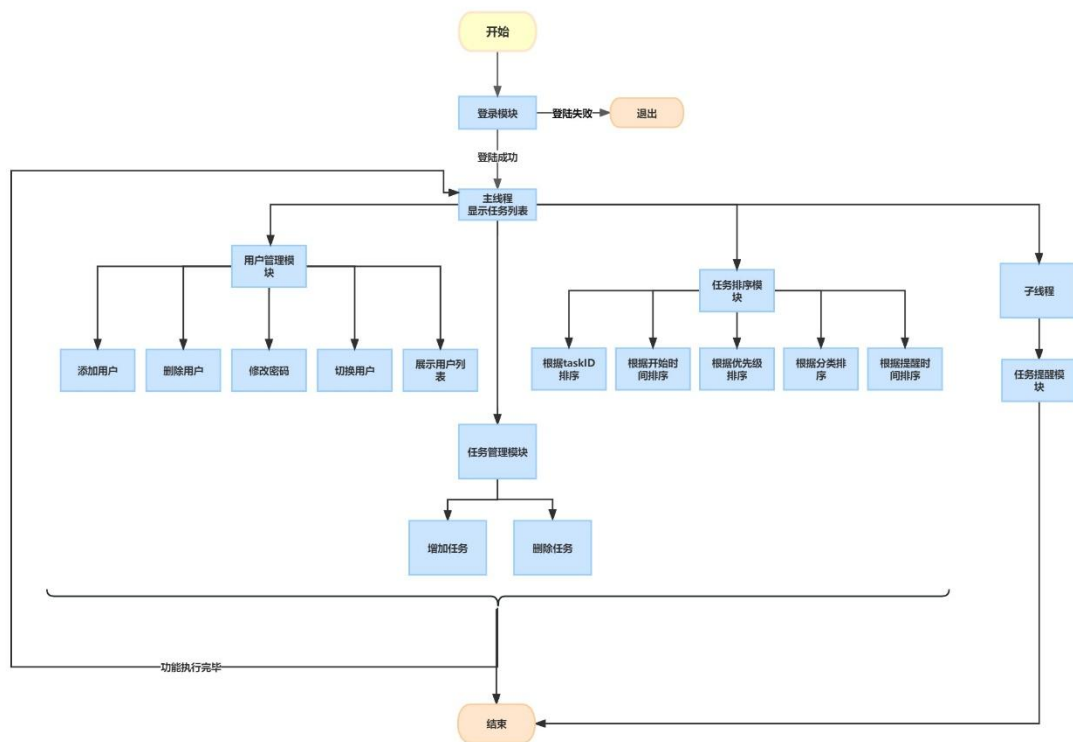 开始
登录模块
登陆失败
退出
登陆成功
主线程
显示任务列表
用户管理模
块
任务排序模
块
子线程
添加用户
删除用户
修改密码
切换用户
展示用户列
表
根据taskID
排序
根据开始时
间排序
根据优先级
排序
根据分类排
序
根据提醒时
间排序
任务提醒模
块
任务管理模块
增加任务
删除任务
功能执行完毕
结束